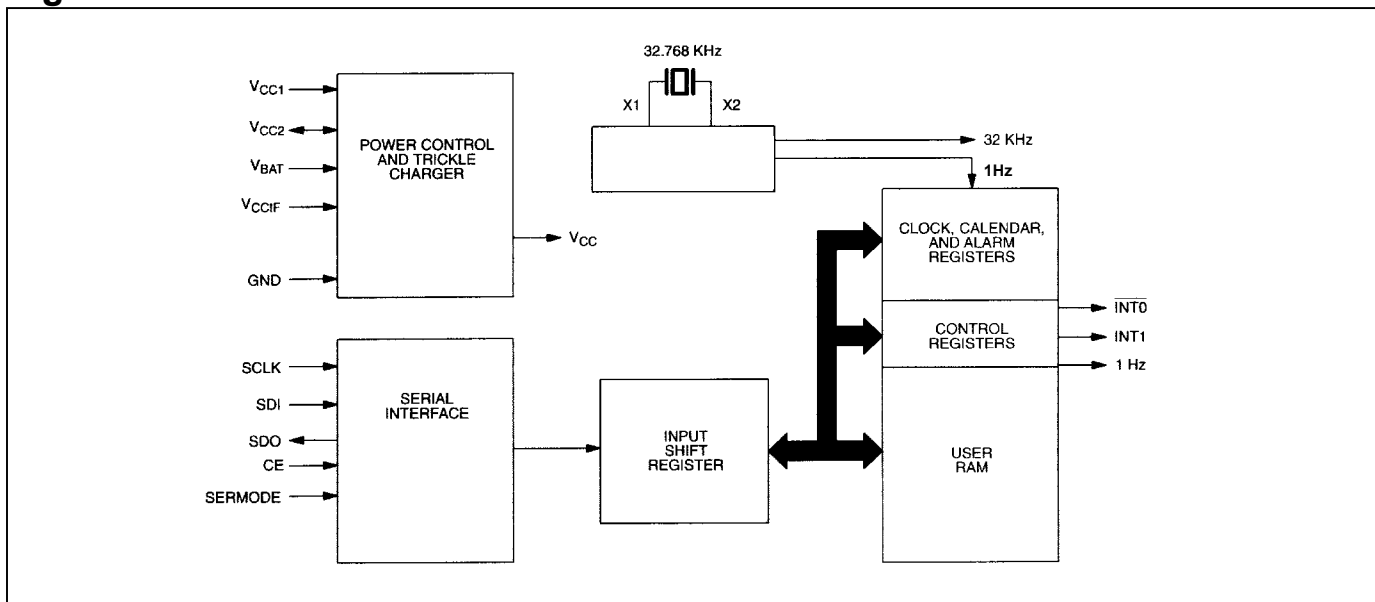 32.768 KHz
X1
X2
32 KHz
1Hz
VCC1
VCC2
VBAT
VCCIF
GND
POWER CONTROL
AND TRICKLE
CHARGER
VCC
CLOCK, CALENDAR,
AND ALARM
REGISTERS
CONTROL
REGISTERS
INT0
INT1
1 Hz
SCLK
SDI
SDO
CE
SERMODE
SERIAL
INTERFACE
INPUT
SHIFT
REGISTER
USER
RAM